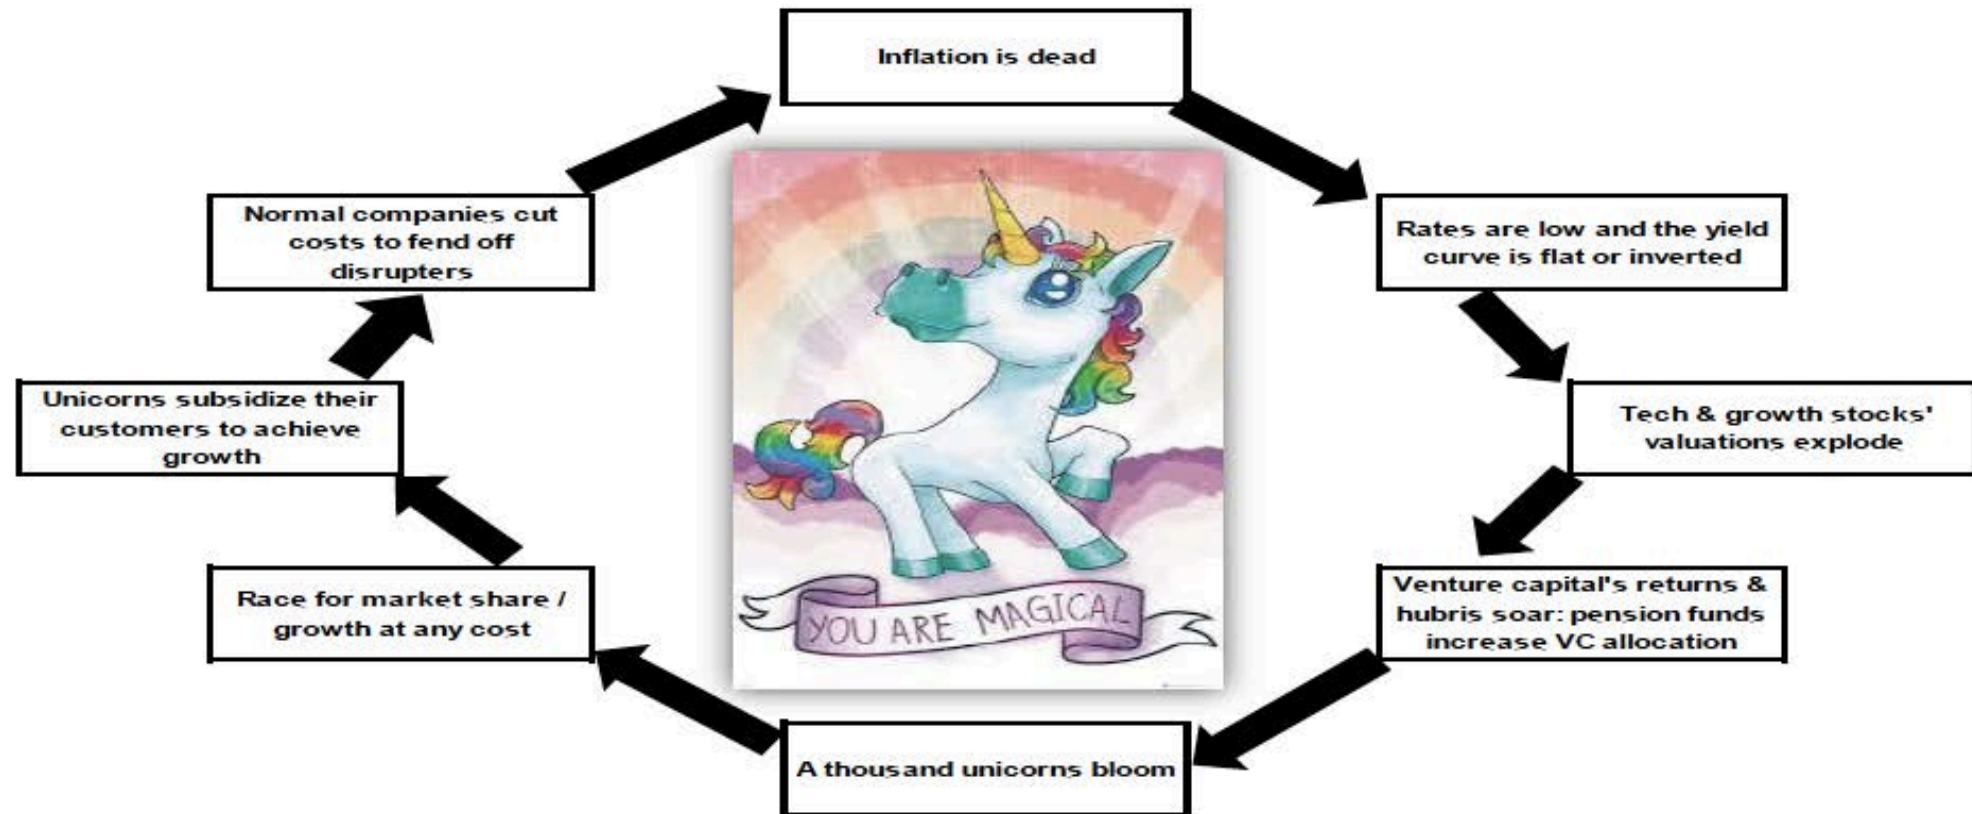 Inflation is dead
Rates are low and the yield
curve is flat or inverted
Tech & growth stocks'
valuations explode
Venture capital's returns &
hubris soar: pension funds
increase VC allocation
A thousand unicorns bloom
Race for market share /
growth at any cost
Unicorns subsidize their
customers to achieve
growth
Normal companies cut
costs to fend off
disrupters
YOU ARE MAGICAL